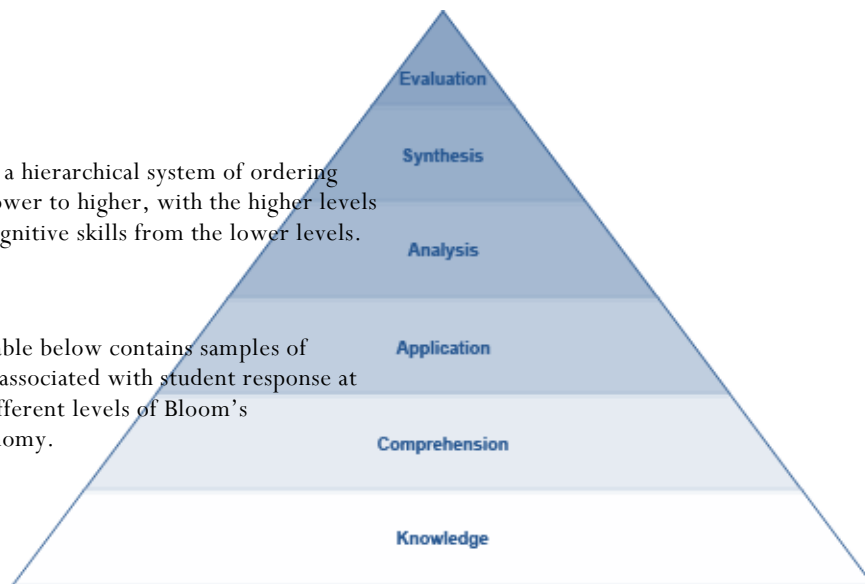 a hierarchical system of ordering
ower to higher, with the higher levels
gnitive skills from the lower levels.
ble below contains samples of
associated with student response at
fferent levels of Bloom’s
omy.
Evaluation
Synthesis
Analysis
Application
Comprehension
Knowledge